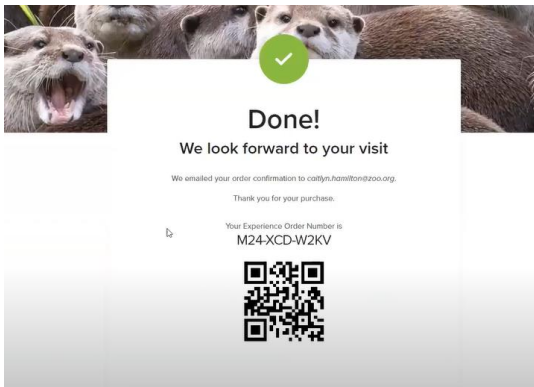 Done!
We look forward to your visit
We emailed your order confirmation to caitlyn.hamilton@zoo.org.
Thank you for your purchase.
Your Experience Order Number is
M24-XCD-W2KV